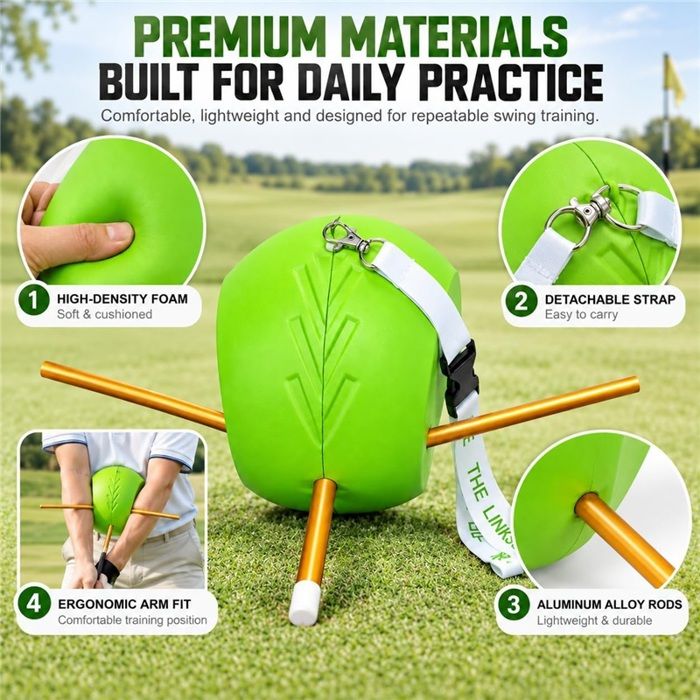 PREMIUM MATERIALS
BUILT FOR DAILY PRACTICE
Comfortable, lightweight and designed for repeatable swing training.
1 HIGH-DENSITY FOAM
Soft & cushioned
2 DETACHABLE STRAP
Easy to carry
THE LINKS
4 ERGONOMIC ARM FIT
Comfortable training position
3 ALUMINUM ALLOY RODS
Lightweight & durable